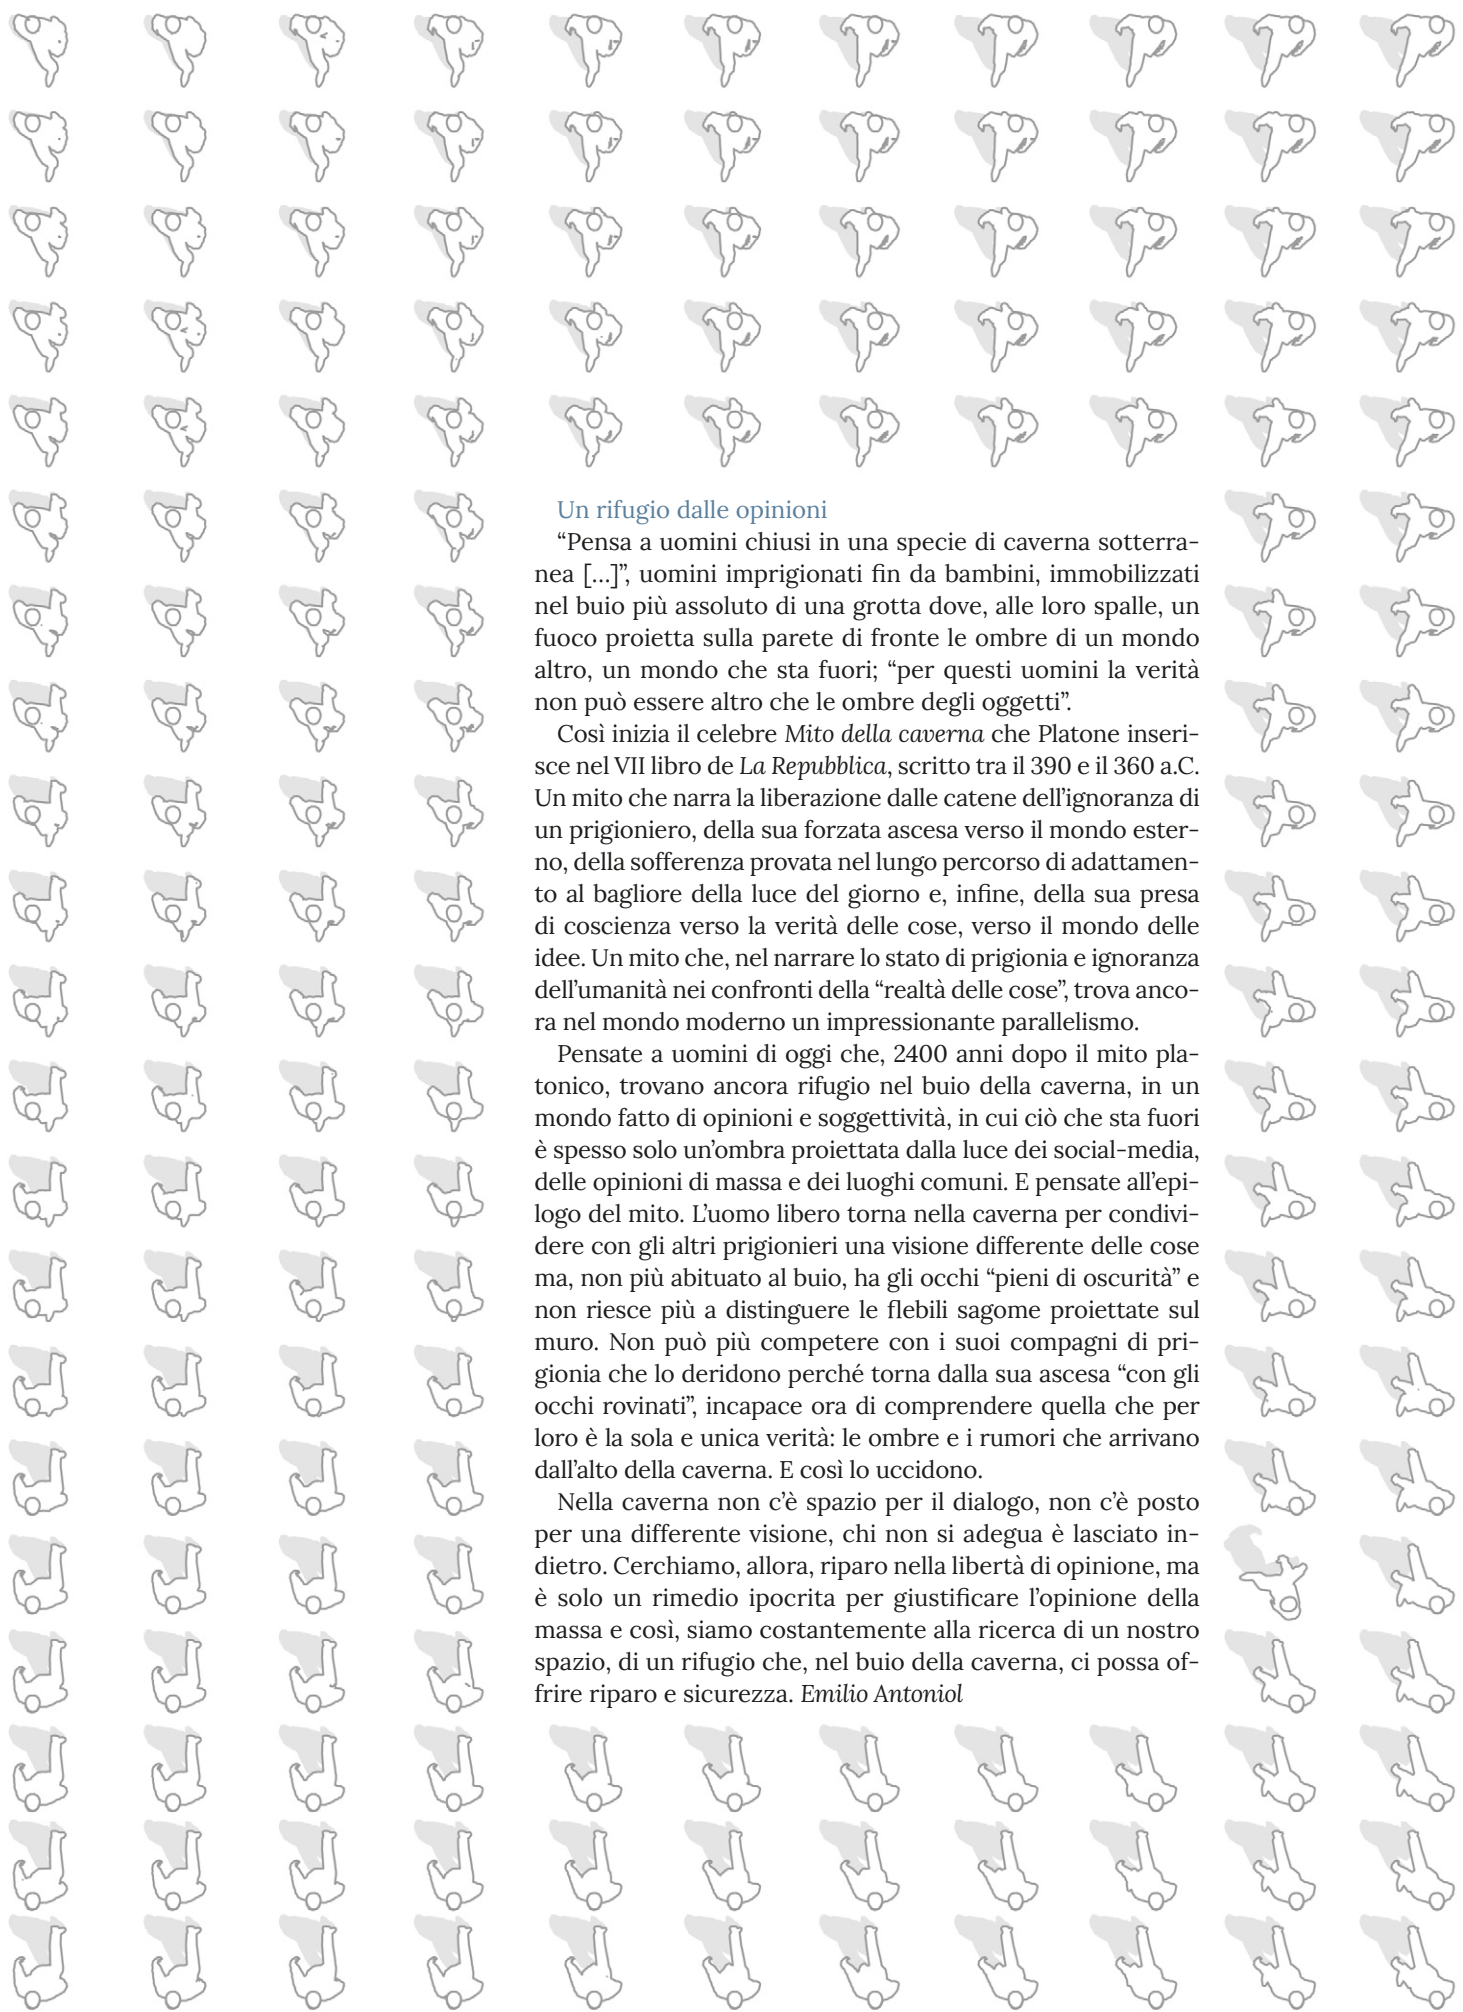 Un rifugio dalle opinioni
“Pensa a uomini chiusi in una specie di caverna sotterra-
nea [...]”, uomini imprigionati fin da bambini, immobilizzati
nel buio più assoluto di una grotta dove, alle loro spalle, un
fuoco proietta sulla parete di fronte le ombre di un mondo
altro, un mondo che sta fuori; “per questi uomini la verità
non può essere altro che le ombre degli oggetti”.
Così inizia il celebre Mito della caverna che Platone inseri-
sce nel VII libro de La Repubblica, scritto tra il 390 e il 360 a.C.
Un mito che narra la liberazione dalle catene dell’ignoranza di
un prigioniero, della sua forzata ascesa verso il mondo ester-
no, della sofferenza provata nel lungo percorso di adattamen-
to al bagliore della luce del giorno e, infine, della sua presa
di coscienza verso la verità delle cose, verso il mondo delle
idee. Un mito che, nel narrare lo stato di prigionia e ignoranza
dell’umanità nei confronti della “realtà delle cose”, trova anco-
ra nel mondo moderno un impressionante parallelismo.
Pensate a uomini di oggi che, 2400 anni dopo il mito pla-
tonico, trovano ancora rifugio nel buio della caverna, in un
mondo fatto di opinioni e soggettività, in cui ciò che sta fuori
è spesso solo un’ombra proiettata dalla luce dei social-media,
delle opinioni di massa e dei luoghi comuni. E pensate all’epi-
logo del mito. L’uomo libero torna nella caverna per condivi-
dere con gli altri prigionieri una visione differente delle cose
ma, non più abituato al buio, ha gli occhi “pieni di oscurità” e
non riesce più a distinguere le flebili sagome proiettate sul
muro. Non può più competere con i suoi compagni di pri-
gionia che lo deridono perché torna dalla sua ascesa “con gli
occhi rovinati”, incapace ora di comprendere quella che per
loro è la sola e unica verità: le ombre e i rumori che arrivano
dall’alto della caverna. E così lo uccidono.
Nella caverna non c’è spazio per il dialogo, non c’è posto
per una differente visione, chi non si adegua è lasciato in-
dietro. Cerchiamo, allora, riparo nella libertà di opinione, ma
è solo un rimedio ipocrita per giustificare l’opinione della
massa e così, siamo costantemente alla ricerca di un nostro
spazio, di un rifugio che, nel buio della caverna, ci possa of-
frire riparo e sicurezza. Emilio Antoniol